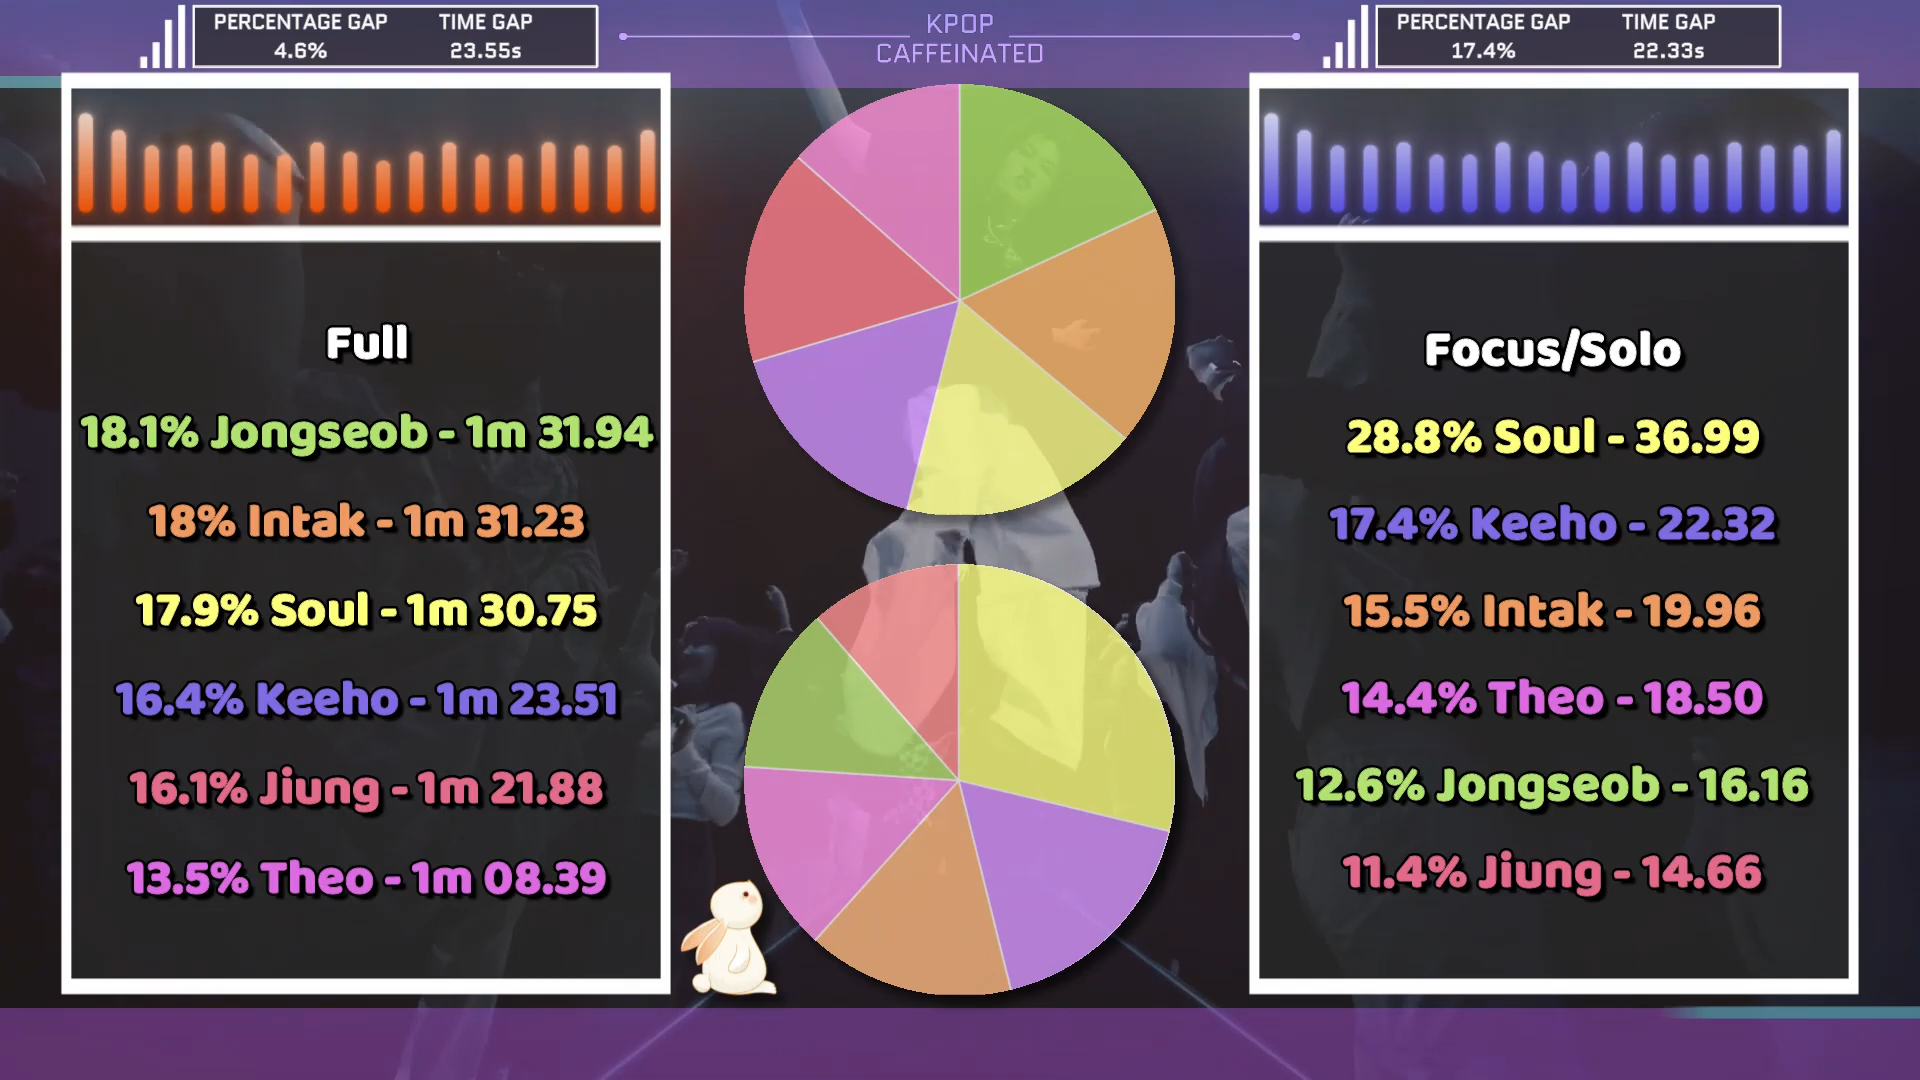 PERCENTAGE GAP TIME GAP
4.6% 23.55s
KPOP
CAFFEINATED
PERCENTAGE GAP TIME GAP
17.4% 22.33s
Full
18.1% Jongseob - 1m 31.94
18% Intak - 1m 31.23
17.9% Soul - 1m 30.75
16.4% Keeho - 1m 23.51
16.1% Jiung - 1m 21.88
13.5% Theo - 1m 08.39
Focus/Solo
28.8% Soul - 36.99
17.4% Keeho - 22.32
15.5% Intak - 19.96
14.4% Theo - 18.50
12.6% Jongseob - 16.16
11.4% Jiung - 14.66